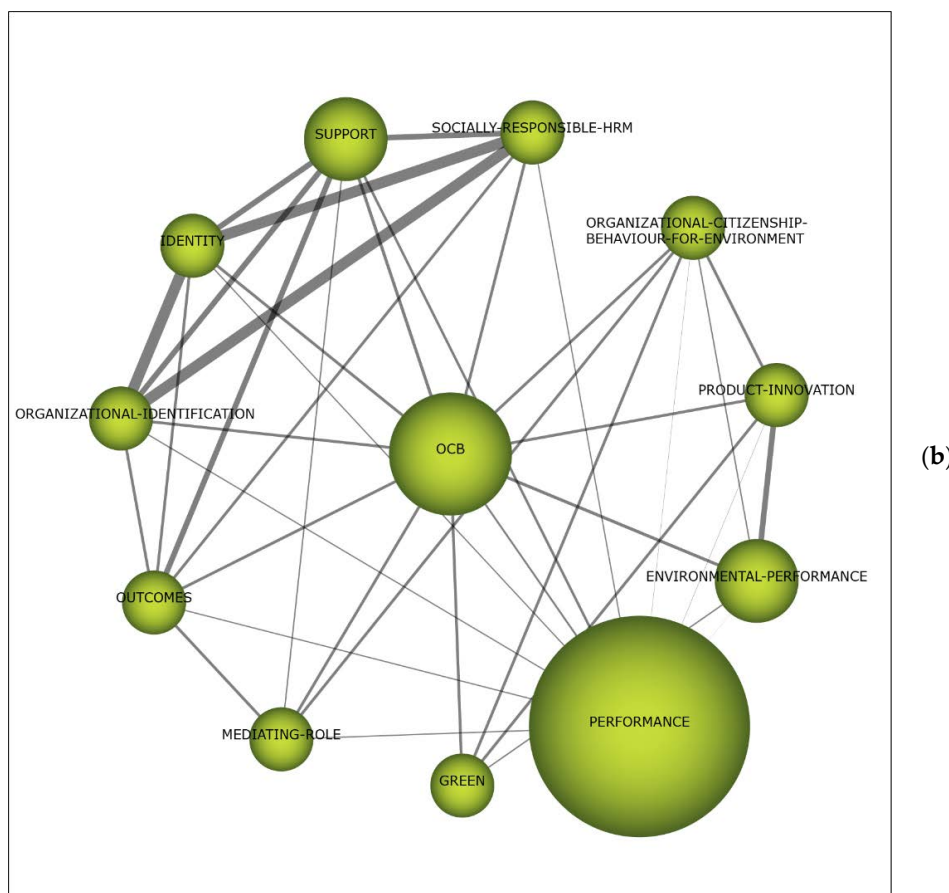 SUPPORT
SOCIALLY-RESPONSIBLE-HRM
ORGANIZATIONAL-CITIZENSHIP-
BEHAVIOUR-FOR-ENVIRONMENT
IDENTITY
PRODUCT-INNOVATION
ORGANIZATIONAL-IDENTIFICATION
OCB
(b)
ENVIRONMENTAL-PERFORMANCE
OUTCOMES
PERFORMANCE
MEDIATING-ROLE
GREEN